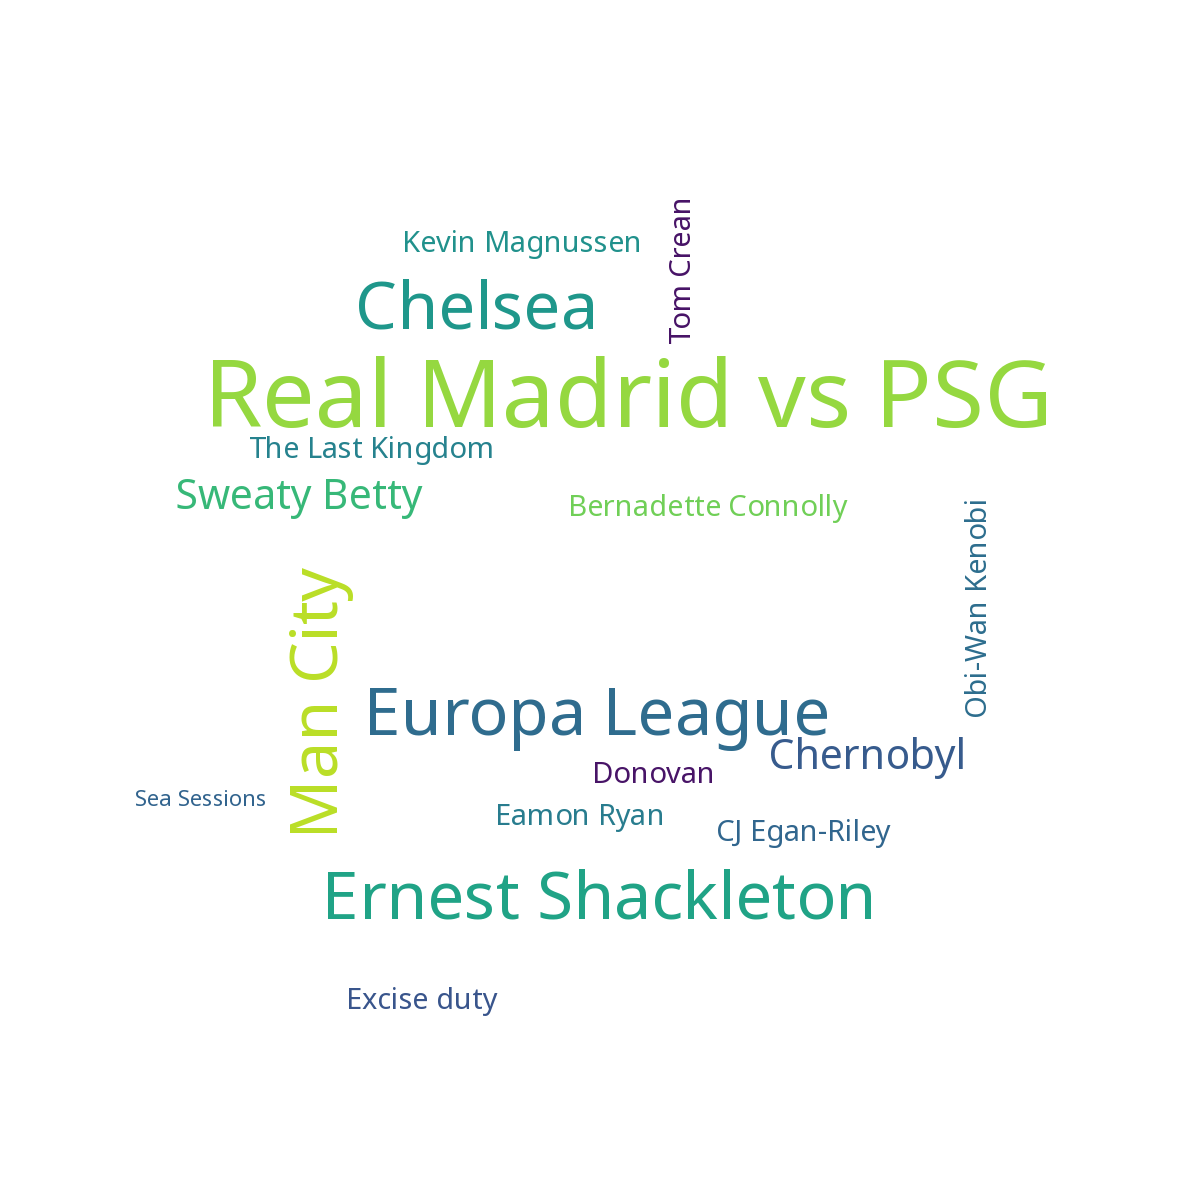 Kevin Magnussen
Tom Crean
Chelsea
Real Madrid vs PSG
The Last Kingdom
Sweaty Betty
Bernadette Connolly
Obi-Wan Kenobi
Man City
Europa League
Chernobyl
Donovan
Sea Sessions
Eamon Ryan
CJ Egan-Riley
Ernest Shackleton
Excise duty